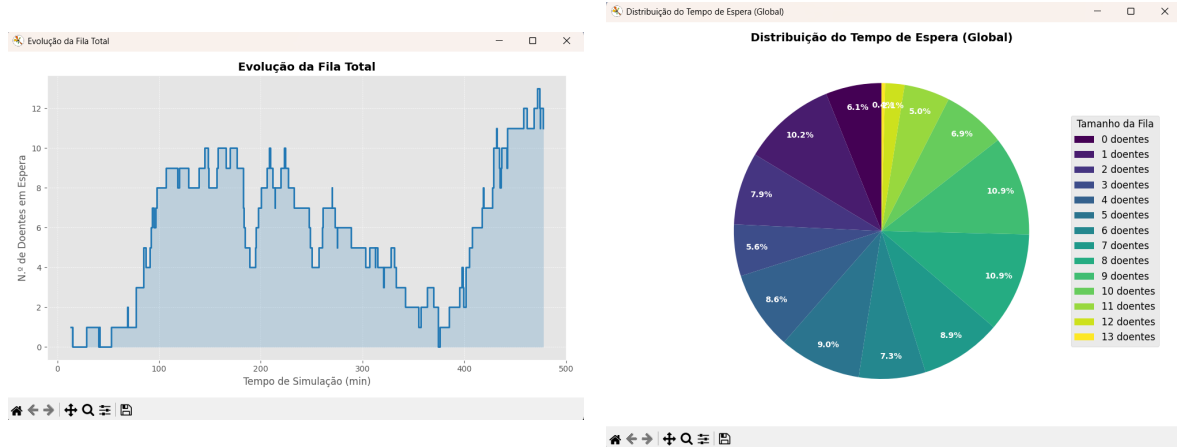 Evolução da Fila Total
Evolução da Fila Total
N.º de Doentes em Espera
12
10
8
6
4
2
0
0 100 200 300 400 500
Tempo de Simulação (min)
Distribuição do Tempo de Espera (Global)
Distribuição do Tempo de Espera (Global)
6.1%
10.2%
7.9%
5.6%
8.6%
9.0%
7.3%
8.9%
10.9%
10.9%
6.9%
5.0%
Tamanho da Fila
0 doentes
1 doentes
2 doentes
3 doentes
4 doentes
5 doentes
6 doentes
7 doentes
8 doentes
9 doentes
10 doentes
11 doentes
12 doentes
13 doentes